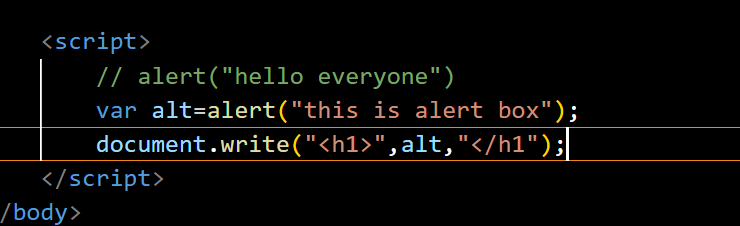 <script>
// alert("hello everyone")
var alt=alert("this is alert box");
document.write("<h1>",alt,"</h1");
</script>
/body>